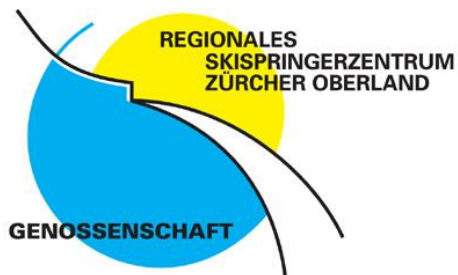 REGIONALES
SKISPRINGERZENTRUM
ZÜRCHER OBERLAND
GENOSSENSCHAFT